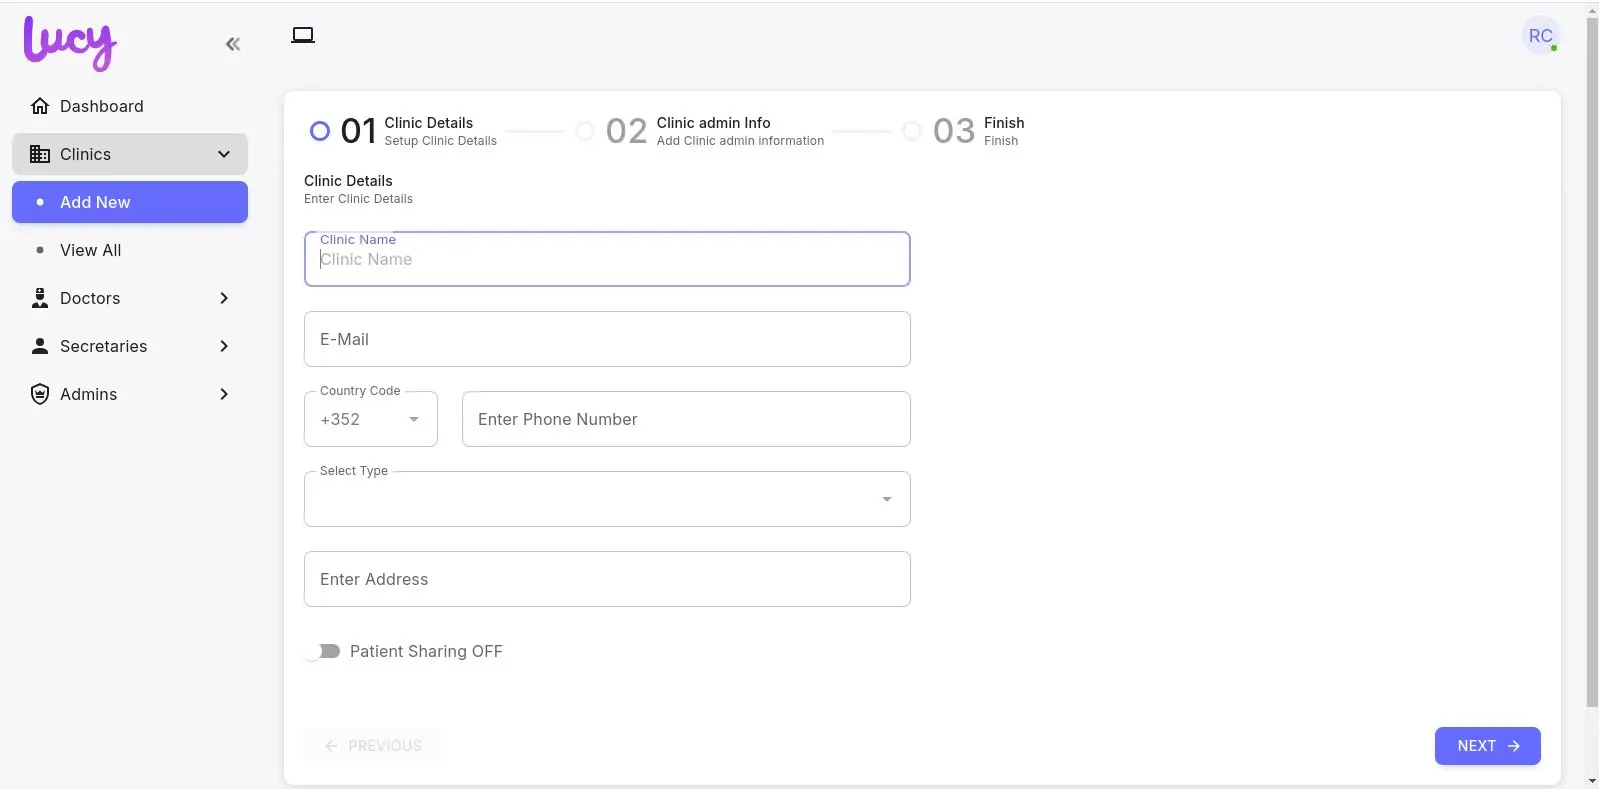 Lucy
RC
Dashboard
Clinics
Add New
View All
Doctors
Secretaries
Admins
01 Clinic Details
Setup Clinic Details
02 Clinic admin Info
Add Clinic admin information
03 Finish
Finish
Clinic Details
Enter Clinic Details
Clinic Name
Clinic Name
E-Mail
Country Code
+352
Enter Phone Number
Select Type
Enter Address
Patient Sharing OFF
PREVIOUS
NEXT